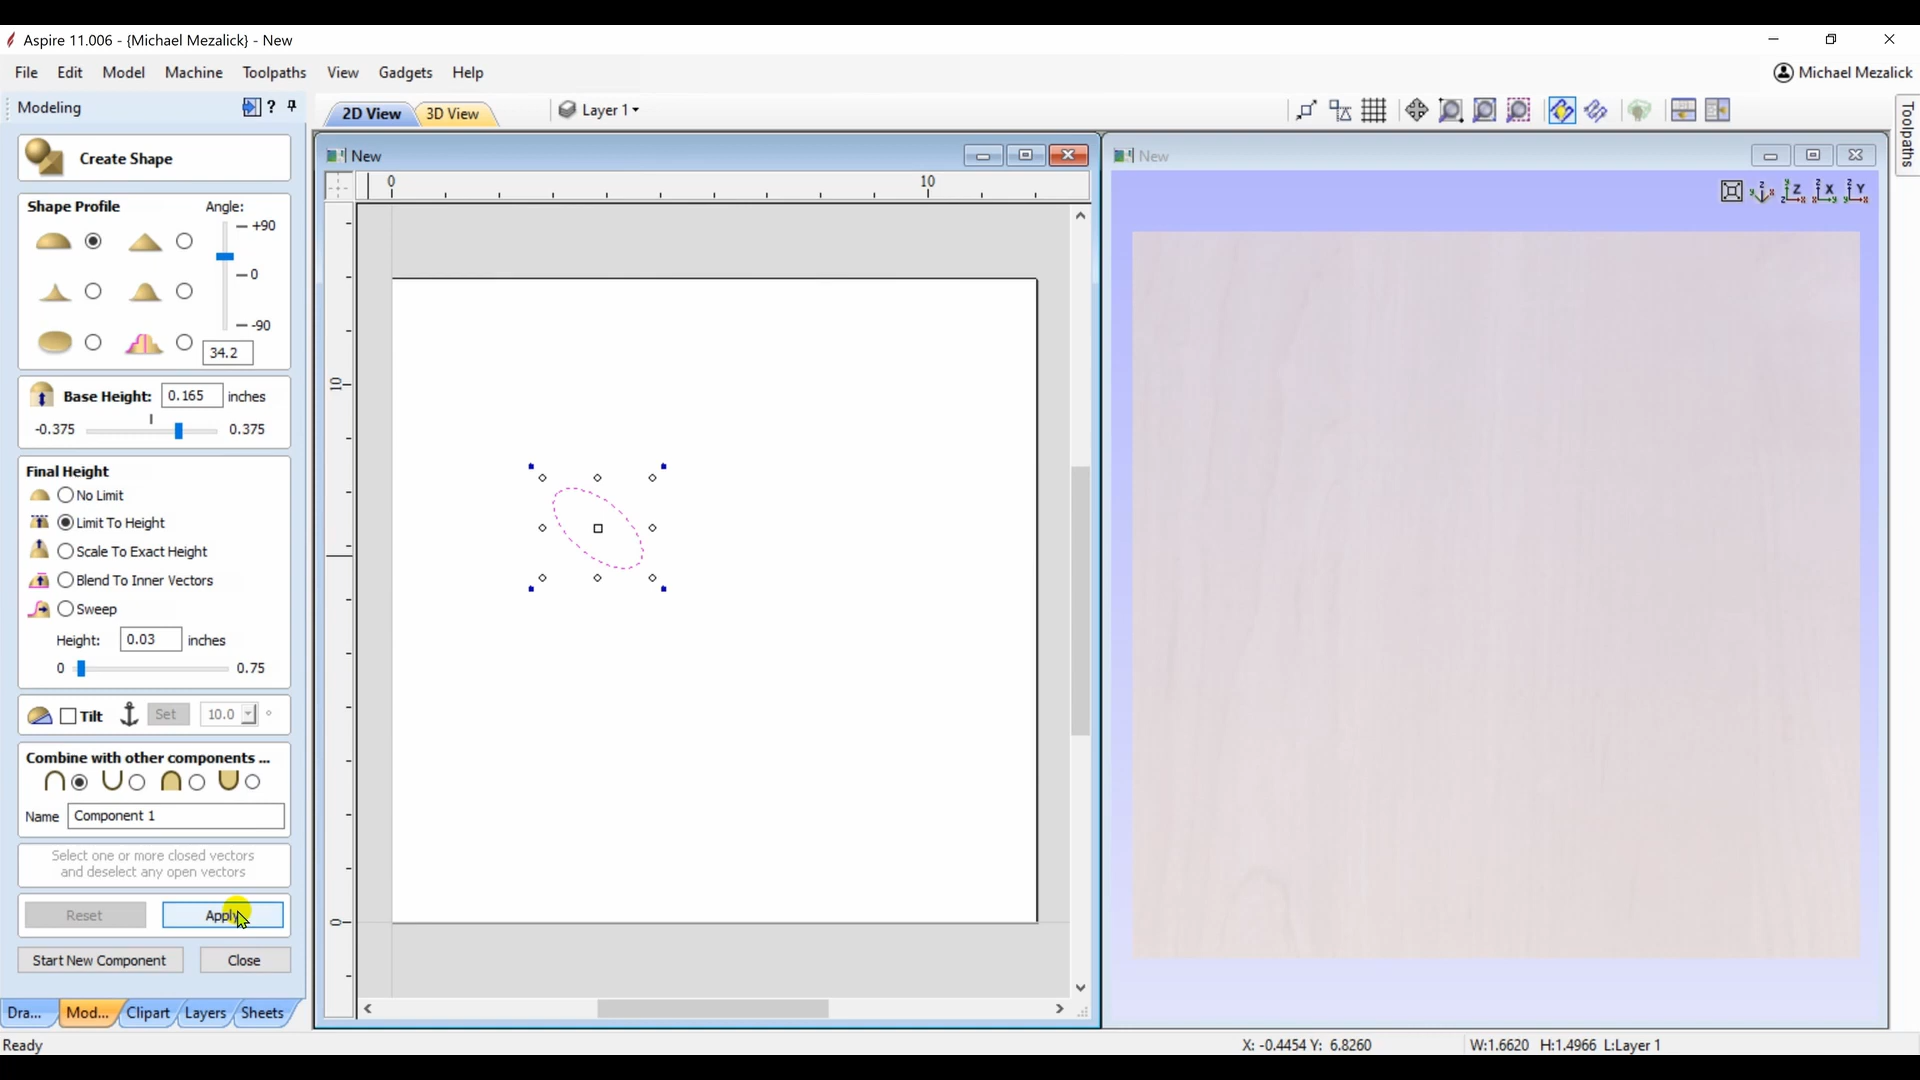 Aspire 11.006 - {Michael Mezalick} - New
File Edit Model Machine Toolpaths View Gadgets Help
Michael Mezalick
Modeling
?
2D View
3D View
Layer 1
Toolpaths
Create Shape
New
New
0 10
Shape Profile
Angle:
+90
0
-90
34.2
Base Height: 0.165 inches
-0.375 0.375
10
0
Final Height
No Limit
Limit To Height
Scale To Exact Height
Blend To Inner Vectors
Sweep
Height: 0.03 inches
0 0.75
Tilt Set 10.0 °
Combine with other components ...
Name Component 1
Select one or more closed vectors
and deselect any open vectors
Reset Apply
Start New Component Close
Dra... Mod... Clipart Layers Sheets
Ready
X: -0.4454 Y: 6.8260
W:1.6620 H:1.4966 L:Layer 1